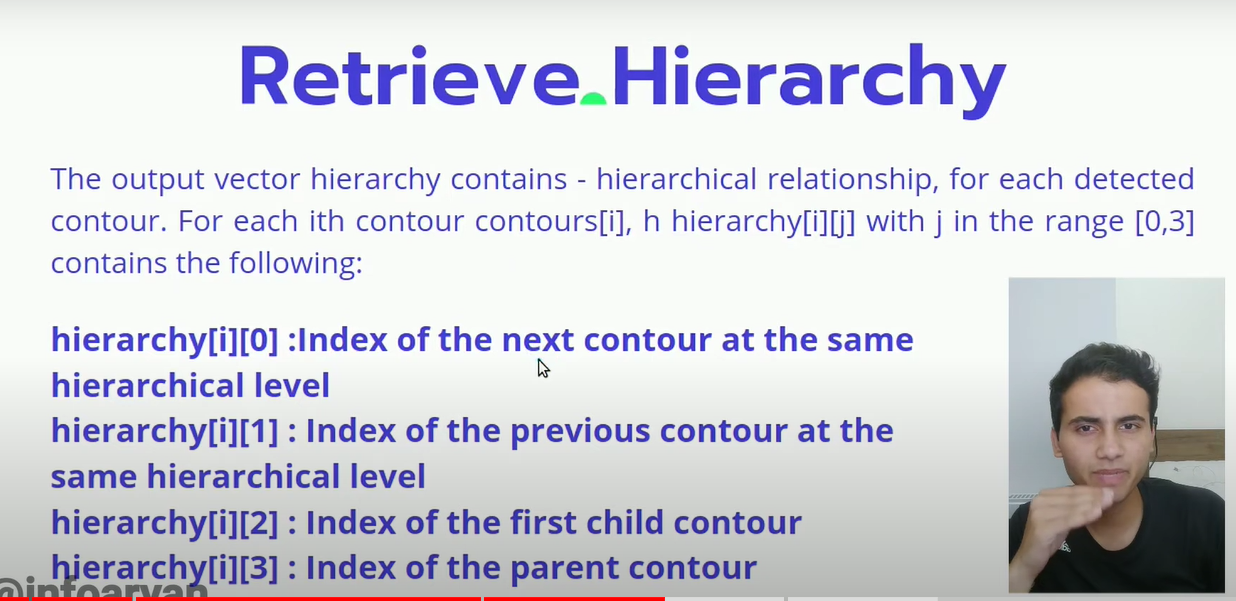 Retrieve Hierarchy
The output vector hierarchy contains - hierarchical relationship, for each detected
contour. For each ith contour contours[i], h hierarchy[i][j] with j in the range [0,3]
contains the following:
hierarchy[i][0] :Index of the next contour at the same
hierarchical level
hierarchy[i][1] : Index of the previous contour at the
same hierarchical level
hierarchy[i][2] : Index of the first child contour
hierarchy[i][3] : Index of the parent contour
@infoaryan